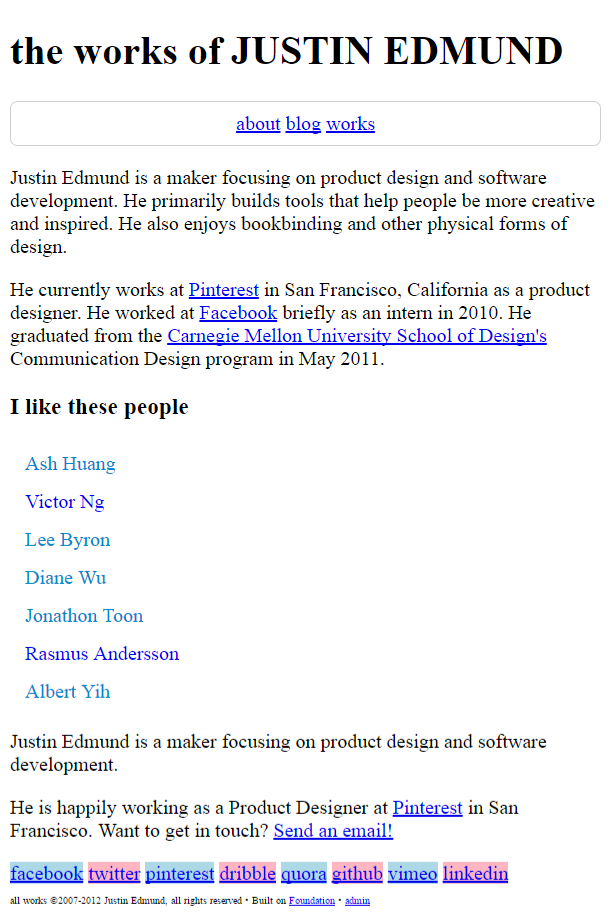 the works of JUSTIN EDMUND
about blog works
Justin Edmund is a maker focusing on product design and software
development. He primarily builds tools that help people be more creative
and inspired. He also enjoys bookbinding and other physical forms of
design.
He currently works at Pinterest in San Francisco, California as a product
designer. He worked at Facebook briefly as an intern in 2010. He
graduated from the Carnegie Mellon University School of Design's
Communication Design program in May 2011.
I like these people
Ash Huang
Victor Ng
Lee Byron
Diane Wu
Jonathon Toon
Rasmus Andersson
Albert Yih
Justin Edmund is a maker focusing on product design and software
development.
He is happily working as a Product Designer at Pinterest in San
Francisco. Want to get in touch? Send an email!
facebook twitter pinterest dribble quora github vimeo linkedin
all works ©2007-2012 Justin Edmund, all rights reserved • Built on Foundation • admin